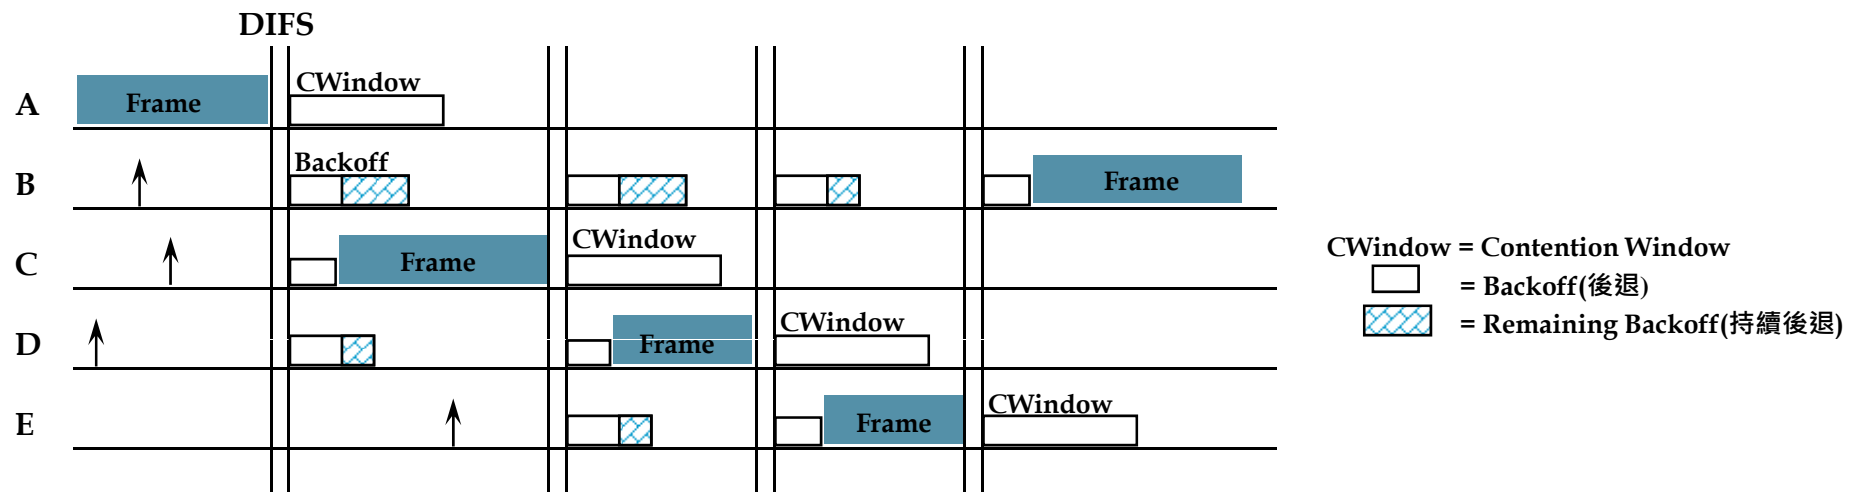 DIFS
A
Frame
CWindow
B
Backoff
Frame
C
Frame
CWindow
D
Frame
CWindow
E
Frame
CWindow
CWindow = Contention Window
= Backoff(後退)
= Remaining Backoff(持續後退)